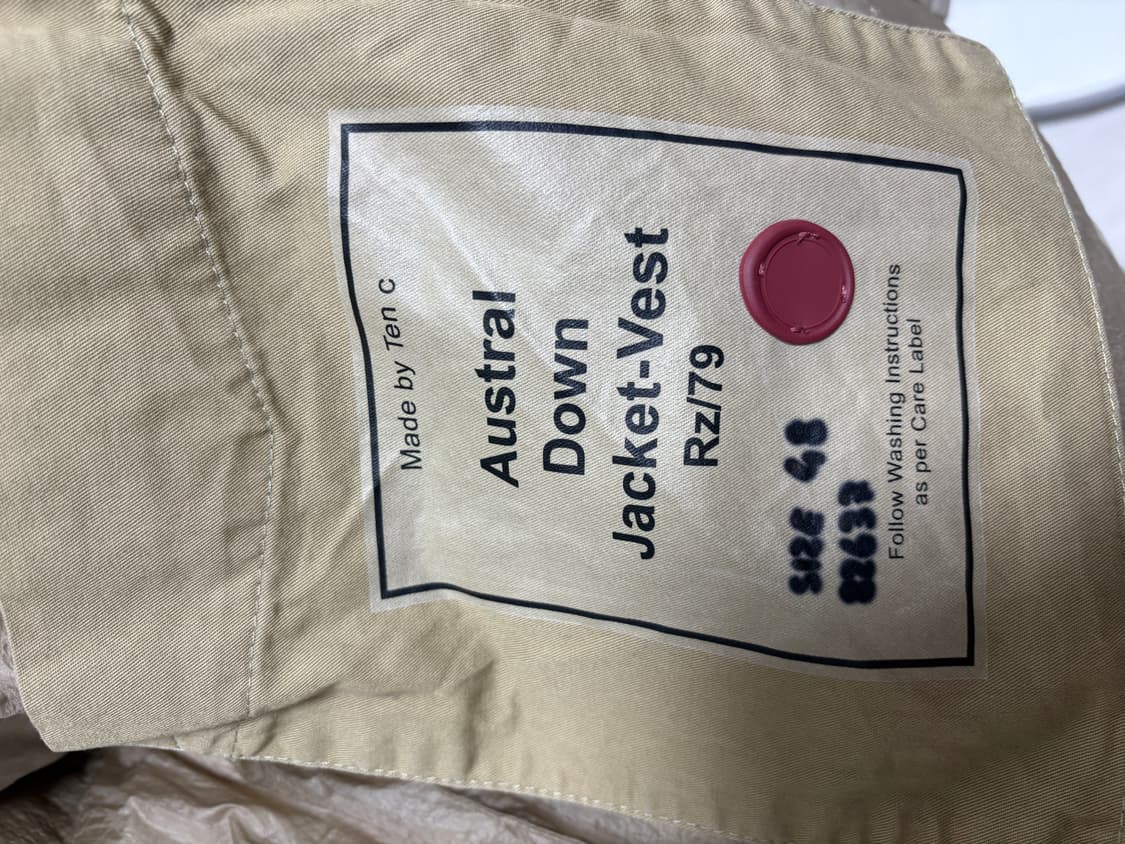 Made by Ten c
Austral
Down
Jacket-Vest
Rz/79
SIZE 48
Follow Washing Instructions
as per Care Label